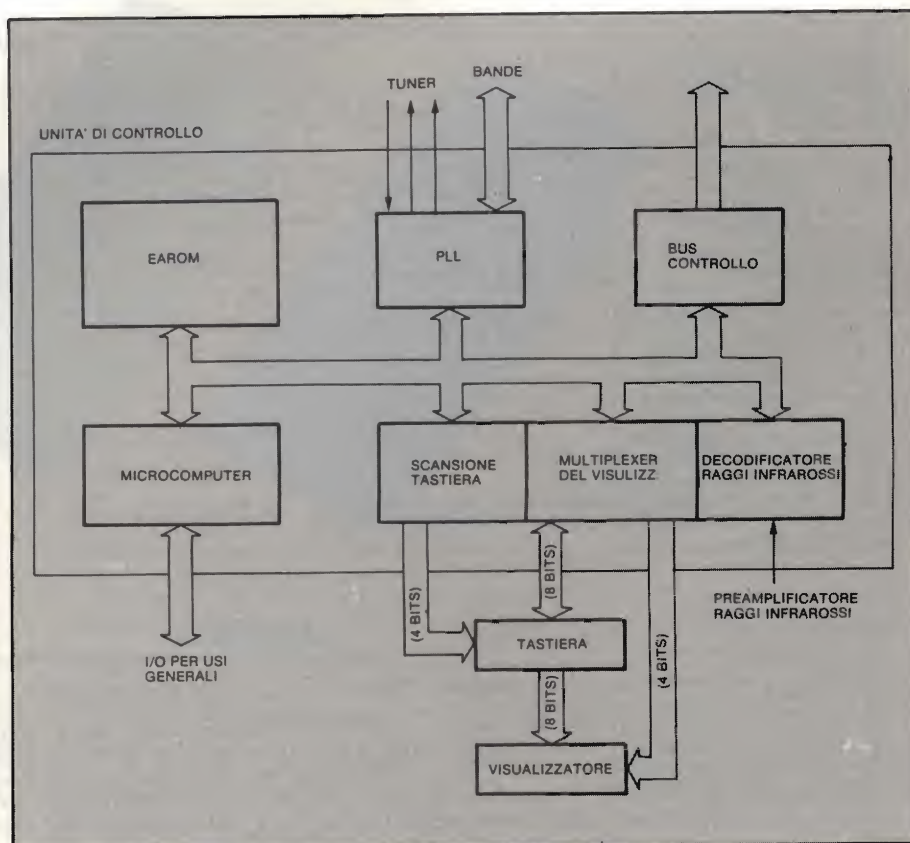 TUNER
BANDE
UNITA' DI CONTROLLO
EAROM
PLL
BUS
CONTROLLO
MICROCOMPUTER
SCANSIONE
TASTIERA
MULTIPLEXER
DEL VISULIZZ.
DECODIFICATORE
RAGGI INFRAROSSI
(4 BITS)
(8 BITS)
(4 BITS)
PREAMPLIFICATORE
RAGGI INFRAROSSI
I/O PER USI
GENERALI
TASTIERA
(8 BITS)
VISUALIZZATORE